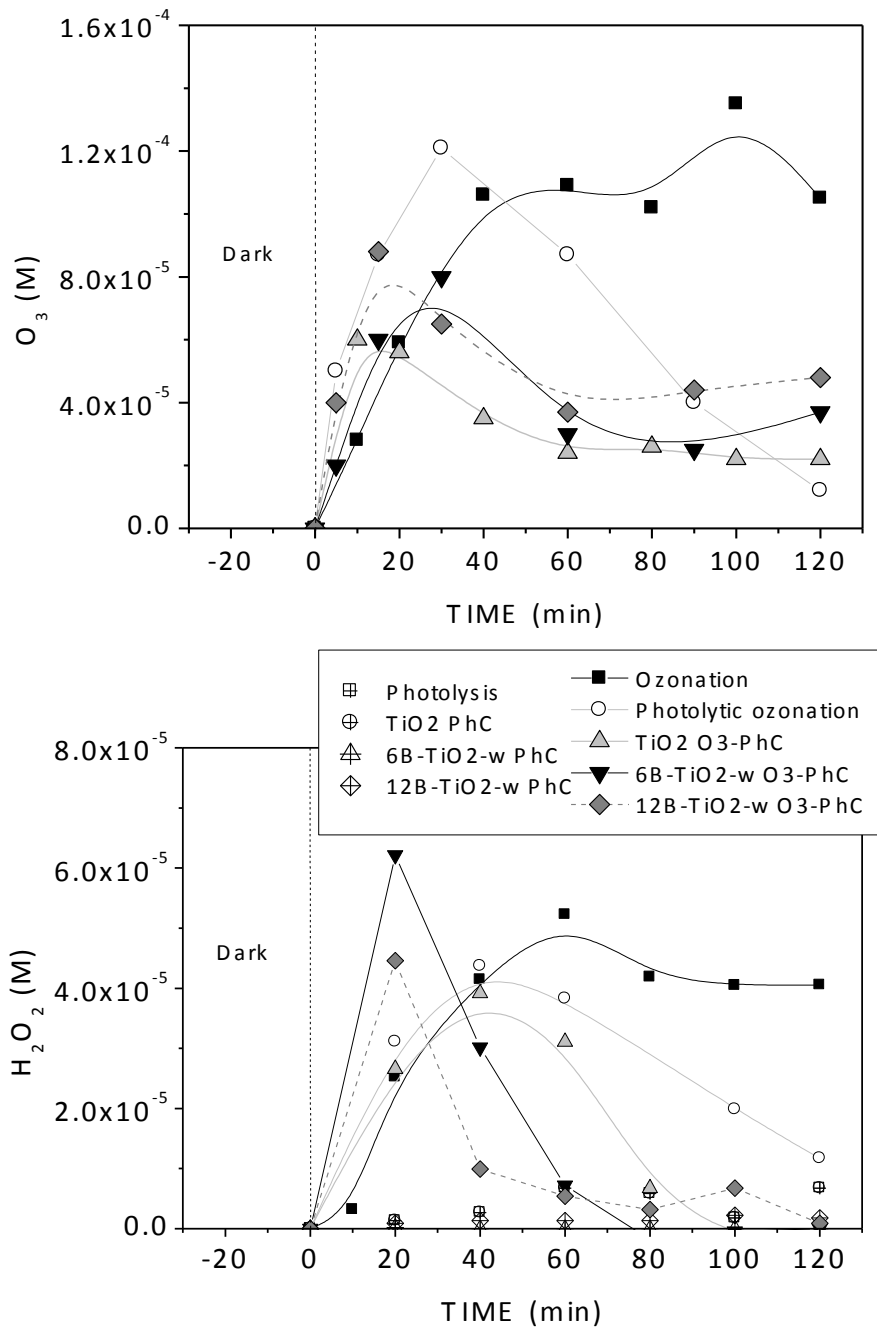 1.6x10⁻⁴
1.2x10⁻⁴
8.0x10⁻⁵
4.0x10⁻⁵
0.0
O₃ (M)
Dark
-20 0 20 40 60 80 100 120
TIME (min)
Photolysis
TiO2 PhC
6B-TiO2-w PhC
12B-TiO2-w PhC
Ozonation
Photolytic ozonation
TiO2 O3-PhC
6B-TiO2-w O3-PhC
12B-TiO2-w O3-PhC
8.0x10⁻⁵
6.0x10⁻⁵
4.0x10⁻⁵
2.0x10⁻⁵
0.0
H₂O₂ (M)
Dark
-20 0 20 40 60 80 100 120
TIME (min)